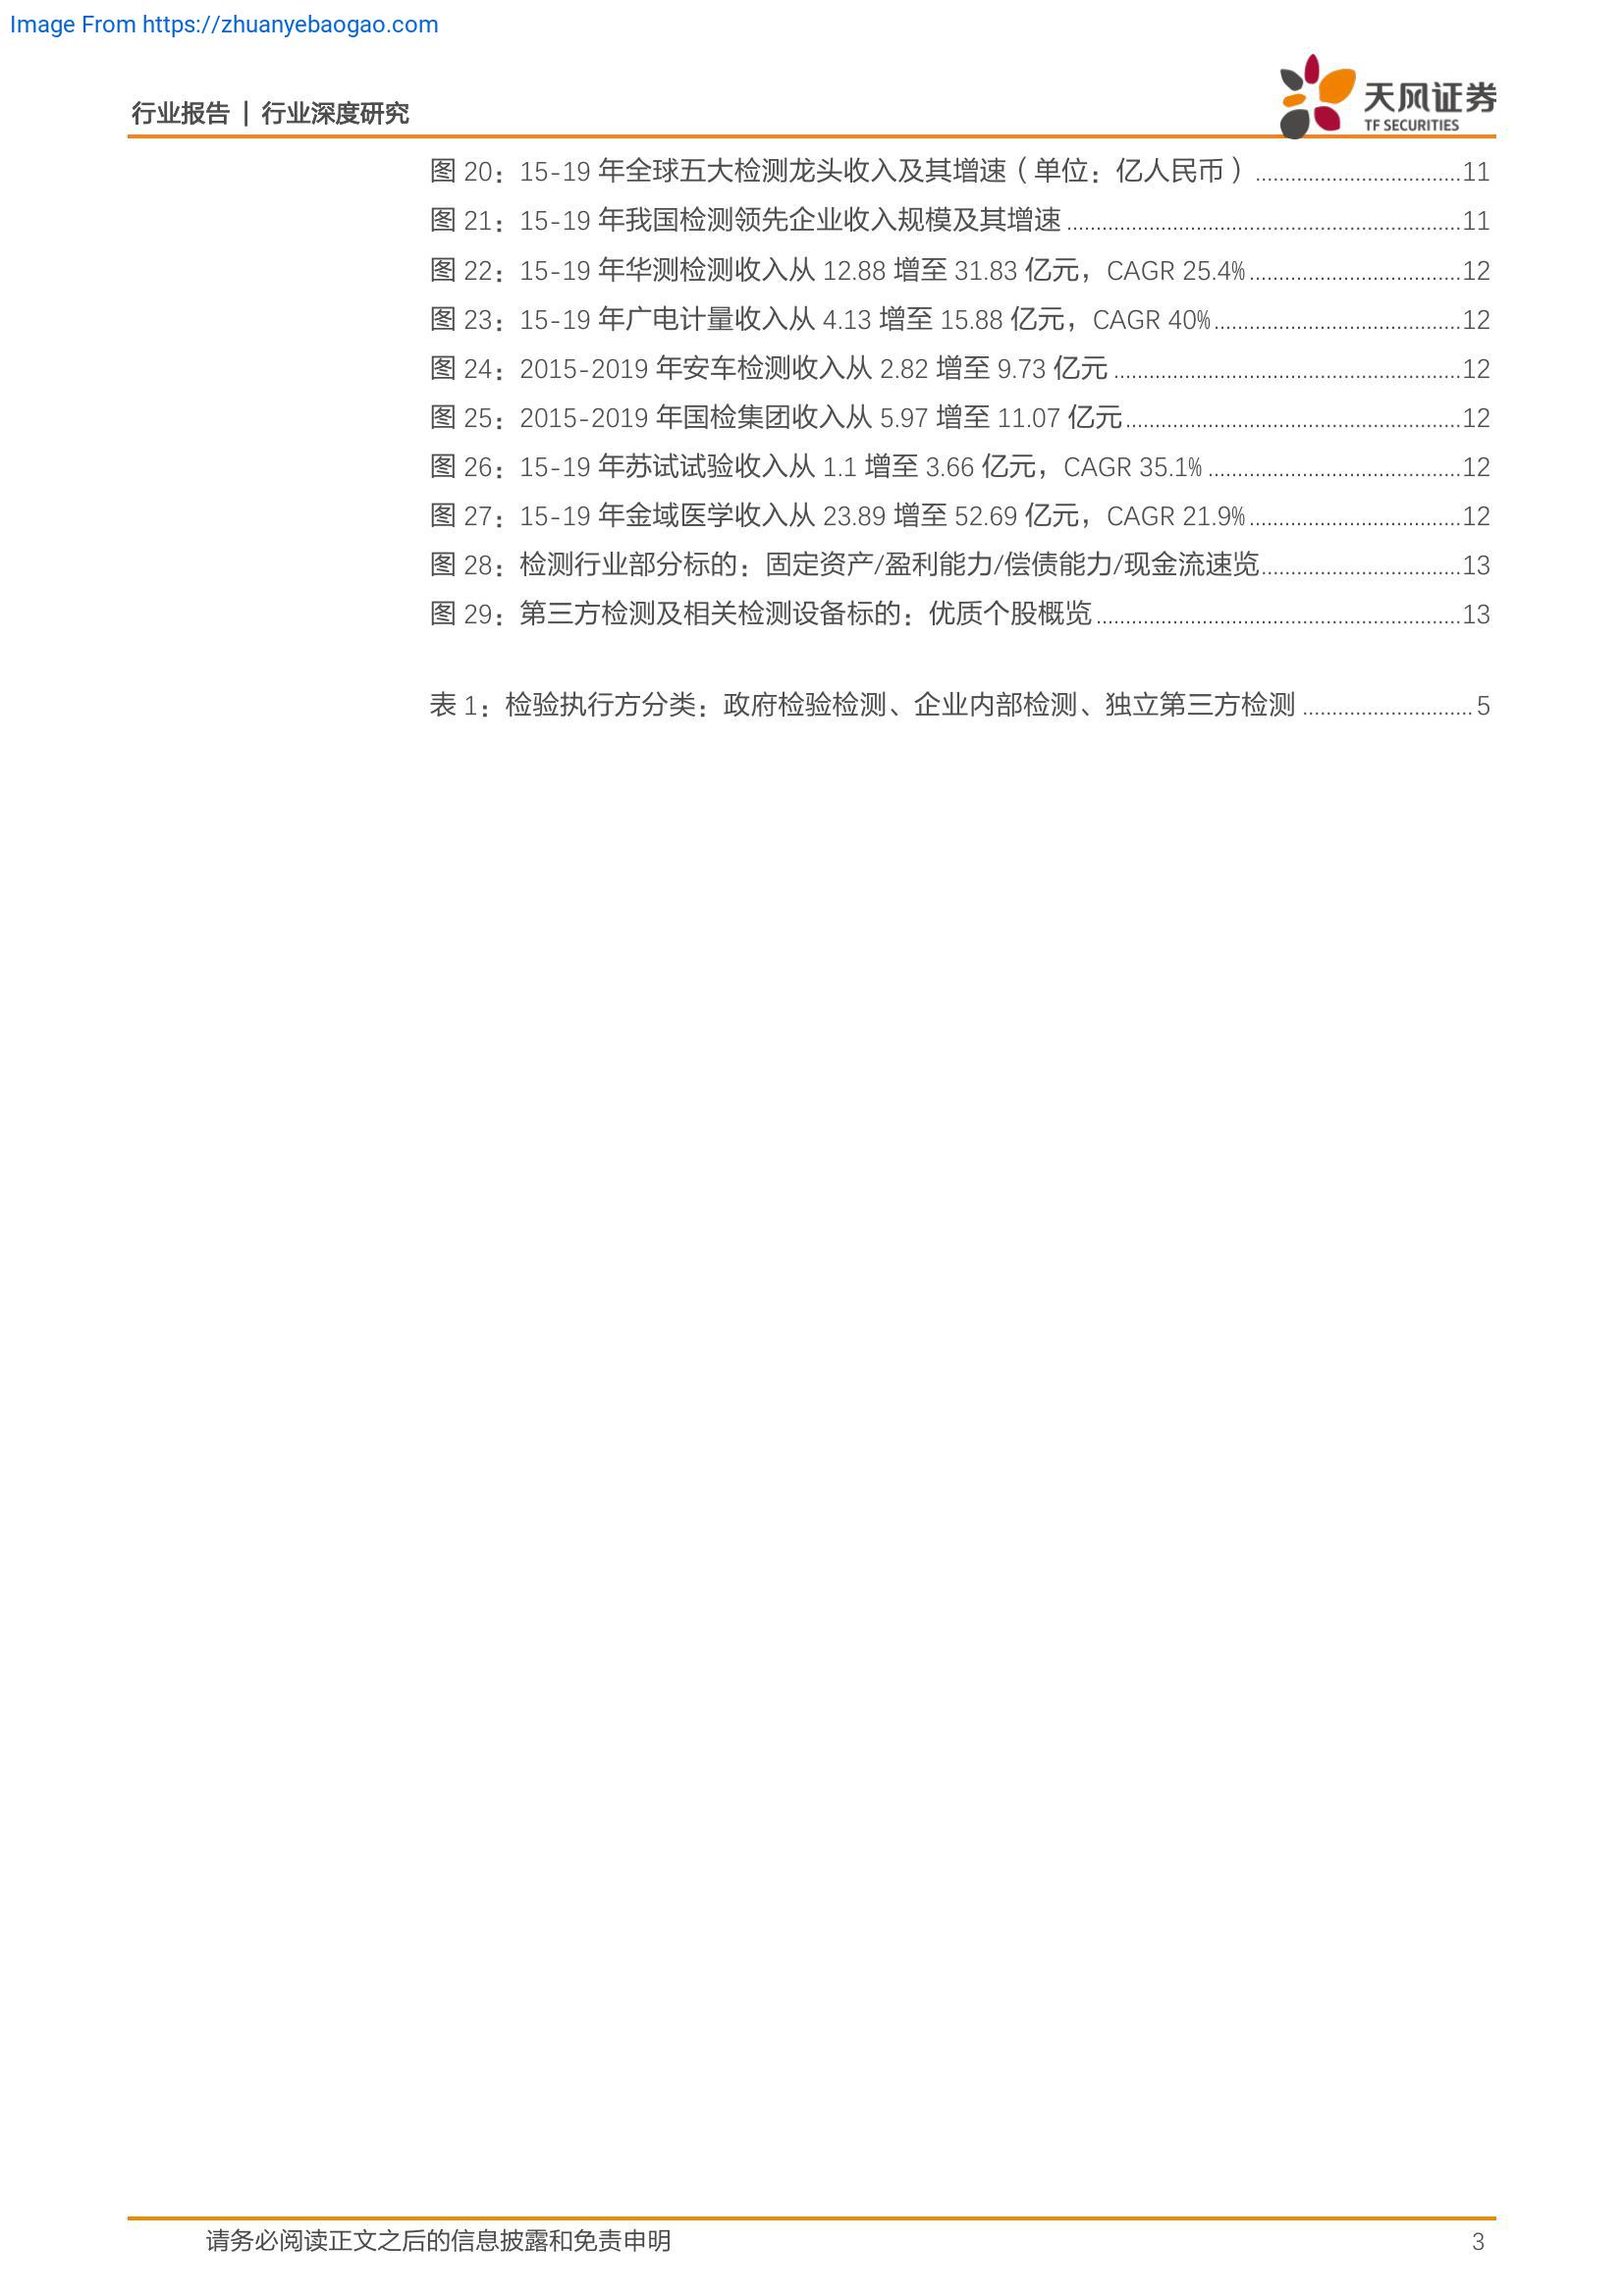 Image From https://zhuanyebaogao.com
行业报告 | 行业深度研究
天风证券
TF SECURITIES
图 20：15-19 年全球五大检测龙头收入及其增速（单位：亿人民币）..................................11
图 21：15-19 年我国检测领先企业收入规模及其增速..................................................................11
图 22：15-19 年华测检测收入从 12.88 增至 31.83 亿元，CAGR 25.4%...................................12
图 23：15-19 年广电计量收入从 4.13 增至 15.88 亿元，CAGR 40%.........................................12
图 24：2015-2019 年安车检测收入从 2.82 增至 9.73 亿元..........................................................12
图 25：2015-2019 年国检集团收入从 5.97 增至 11.07 亿元........................................................12
图 26：15-19 年苏试试验收入从 1.1 增至 3.66 亿元，CAGR 35.1%..........................................12
图 27：15-19 年金域医学收入从 23.89 增至 52.69 亿元，CAGR 21.9%...................................12
图 28：检测行业部分标的：固定资产/盈利能力/偿债能力/现金流速览.................................13
图 29：第三方检测及相关检测设备标的：优质个股概览.............................................................13
表 1：检验执行方分类：政府检验检测、企业内部检测、独立第三方检测............................. 5
请务必阅读正文之后的信息披露和免责申明 3